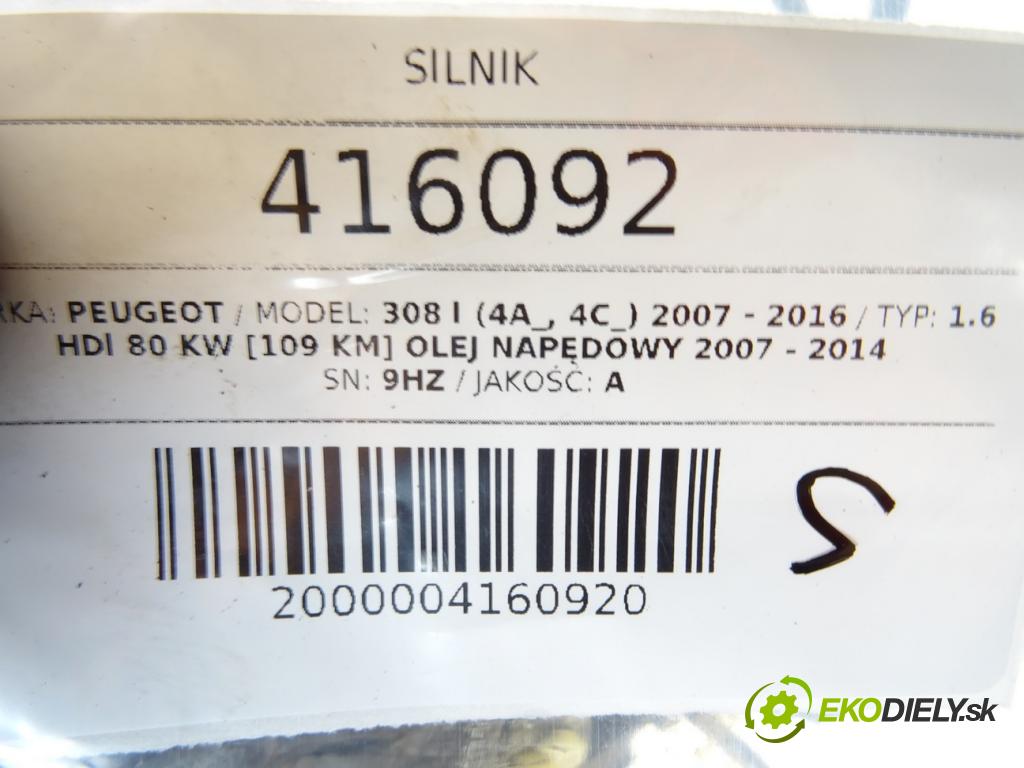 SILNIK
416092
RKA: PEUGEOT / MODEL: 308 I (4A_, 4C_) 2007 - 2016 / TYP: 1.6
HDI 80 KW [109 KM] OLEJ NAPĘDOWY 2007 - 2014
SN: 9HZ / JAKOŚĆ: A
2000004160920
EKODIELY.sk